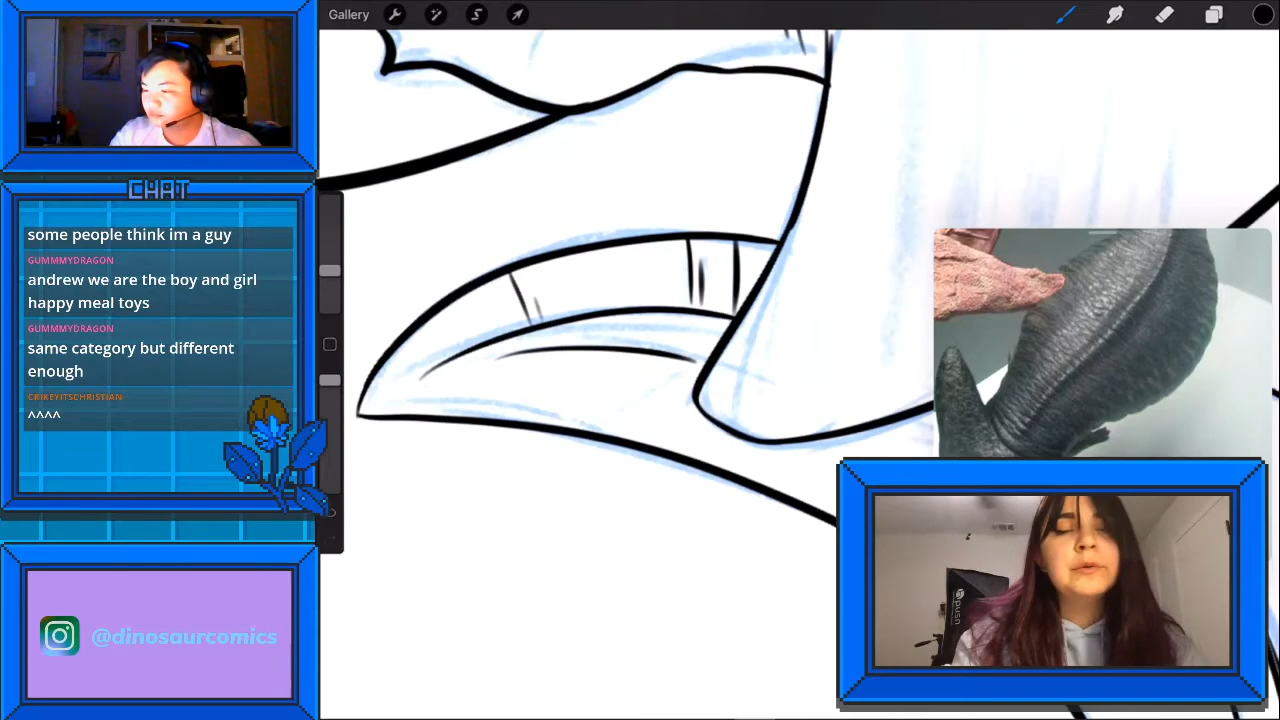 Gallery
CHAT
some people think im a guy
GUMMMYDRAGON
andrew we are the boy and girl
happy meal toys
GUMMMYDRAGON
same category but different
enough
CRIKEYITSCHRISTIAN
^^^^
@dinosaurcomics